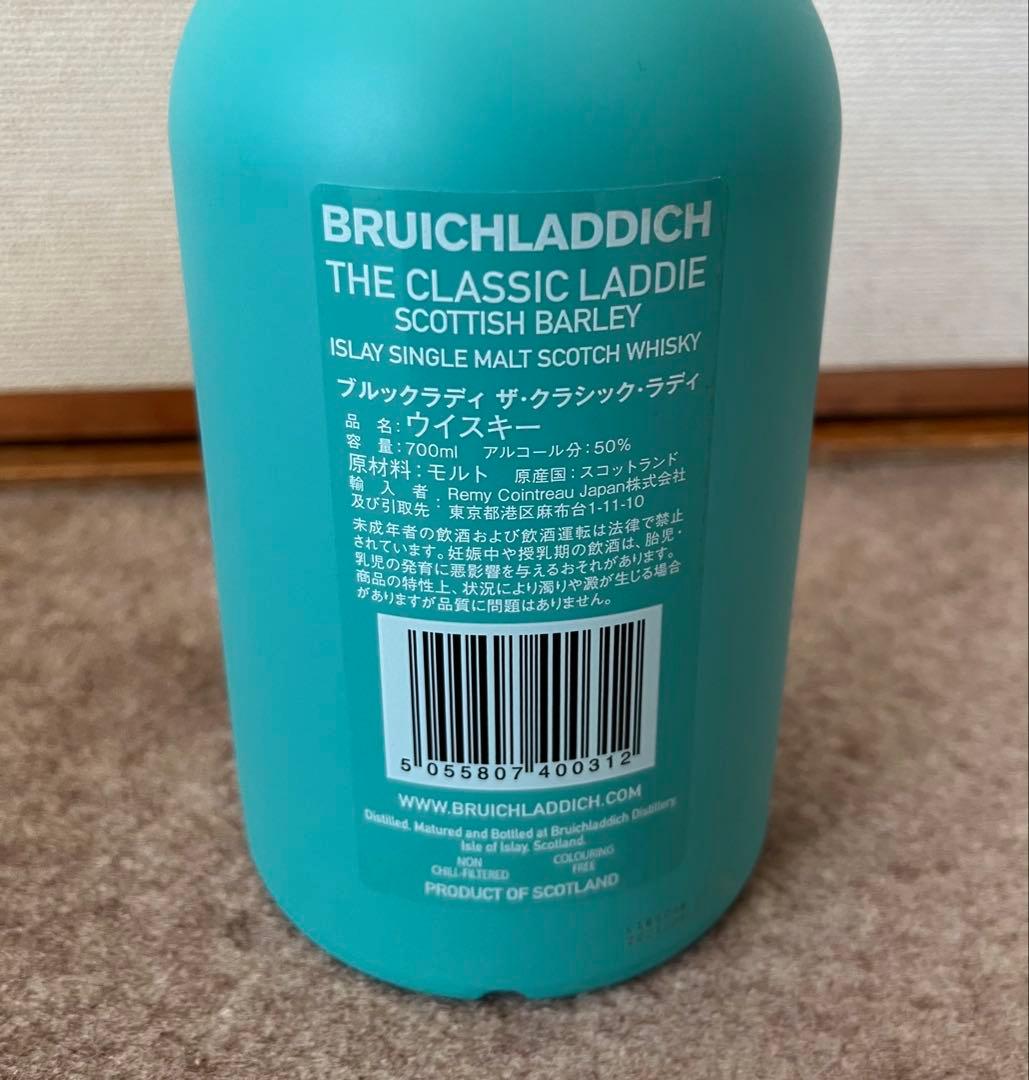 BRUICHLADDICH
THE CLASSIC LADDIE
SCOTTISH BARLEY
ISLAY SINGLE MALT SCOTCH WHISKY
ブルックラディ ザ・クラシック・ラディ
品 名：ウイスキー
容 量：700ml アルコール分：50%
原材料：モルト 原産国：スコットランド
輸入者 : Remy Cointreau Japan株式会社
及び引取先 東京都港区麻布台1-11-10
未成年者の飲酒および飲酒運転は法律で禁止
されています。妊娠中や授乳期の飲酒は、胎児・
乳児の発育に悪影響を与えるおそれがあります。
商品の特性上、状況により濁りや澱が生じる場合
がありますが品質に問題はありません。
5 055807 400312
WWW.BRUICHLADDICH.COM
Distilled, Matured and Bottled at Bruichladdich Distillery,
Isle of Islay, Scotland.
NON CHILL-FILTERED
COLOURING FREE
PRODUCT OF SCOTLAND